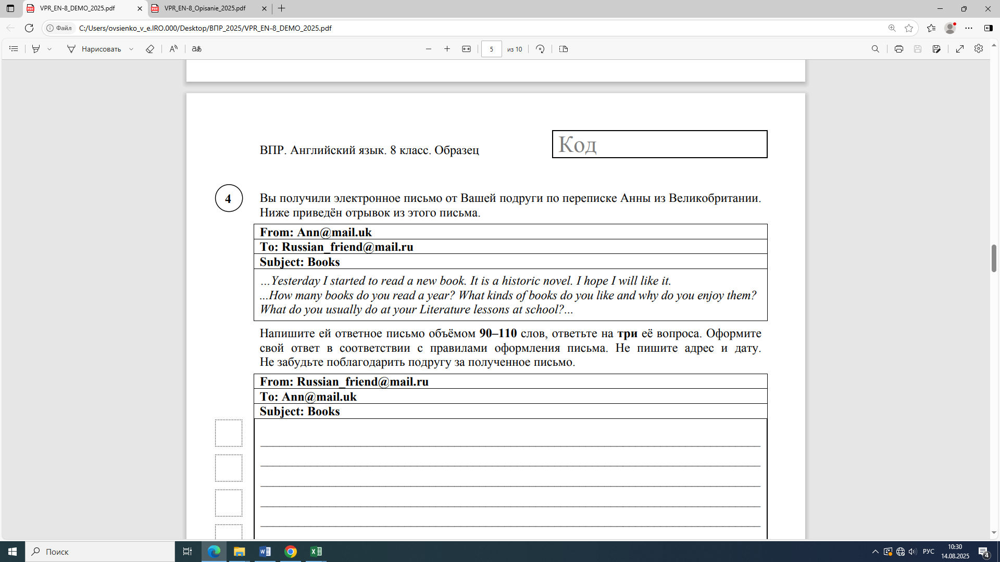 VPR_EN-8_DEMO_2025.pdf
VPR_EN-8_Opisanie_2025.pdf
Файл
C:/Users/ovsienko_v_e.IRO.000/Desktop/ВПР_2025/VPR_EN-8_DEMO_2025.pdf
Нарисовать
5 из 10
ВПР. Английский язык. 8 класс. Образец
Код
4
Вы получили электронное письмо от Вашей подруги по переписке Анны из Великобритании.
Ниже приведён отрывок из этого письма.
From: Ann@mail.uk
To: Russian_friend@mail.ru
Subject: Books
…Yesterday I started to read a new book. It is a historic novel. I hope I will like it.
...How many books do you read a year? What kinds of books do you like and why do you enjoy them?
What do you usually do at your Literature lessons at school?...
Напишите ей ответное письмо объёмом 90–110 слов, ответьте на три её вопроса. Оформите
свой ответ в соответствии с правилами оформления письма. Не пишите адрес и дату.
Не забудьте поблагодарить подругу за полученное письмо.
From: Russian_friend@mail.ru
To: Ann@mail.uk
Subject: Books
Поиск
РУС
10:30
14.08.2025
4